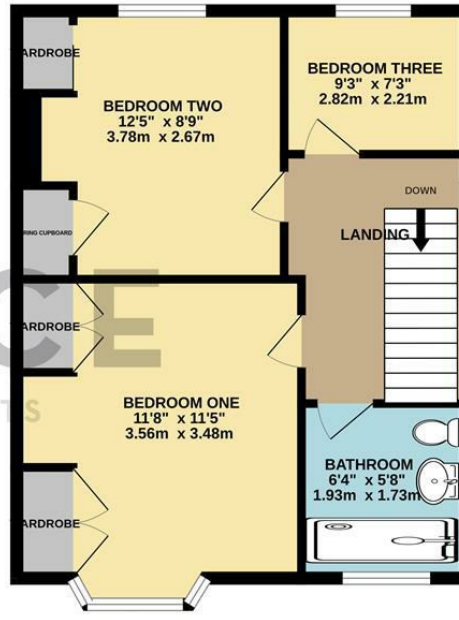 ARDROBE
BEDROOM TWO
12'5" x 8'9"
3.78m x 2.67m
BEDROOM THREE
9'3" x 7'3"
2.82m x 2.21m
DOWN
LANDING
RING CUPBOARD
CE
ARDROBE
TS
BEDROOM ONE
11'8" x 11'5"
3.56m x 3.48m
ARDROBE
BATHROOM
6'4" x 5'8"
1.93m x 1.73m